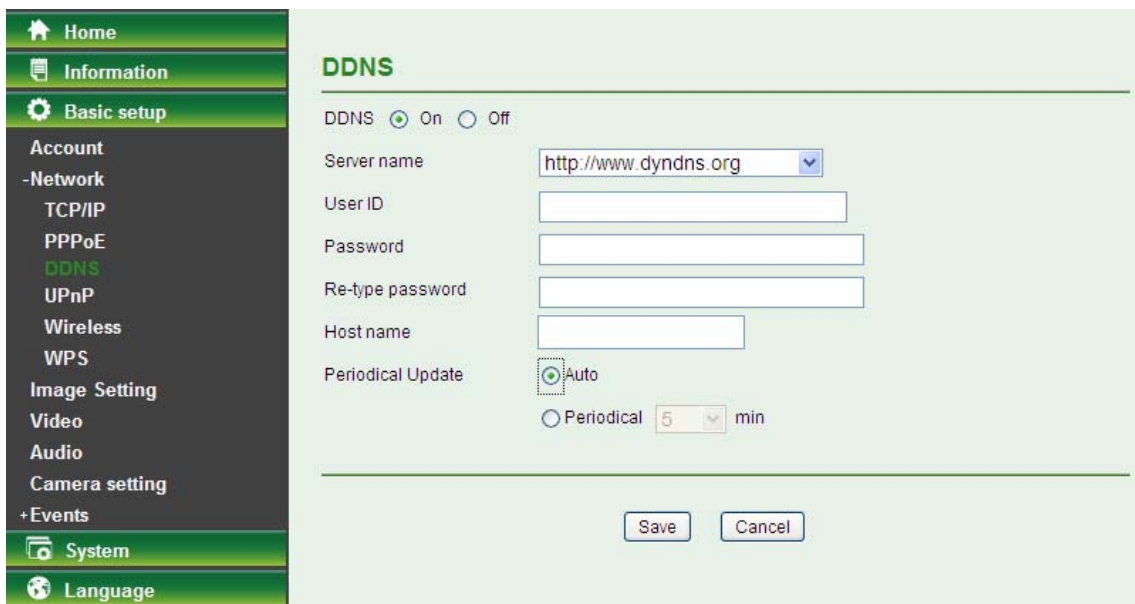 Home
Information
Basic setup
Account
-Network
TCP/IP
PPPoE
DDNS
UPnP
Wireless
WPS
Image Setting
Video
Audio
Camera setting
+Events
System
Language
DDNS
DDNS On Off
Server name http://www.dyndns.org
User ID
Password
Re-type password
Host name
Periodical Update Auto
Periodical 5 min
Save Cancel